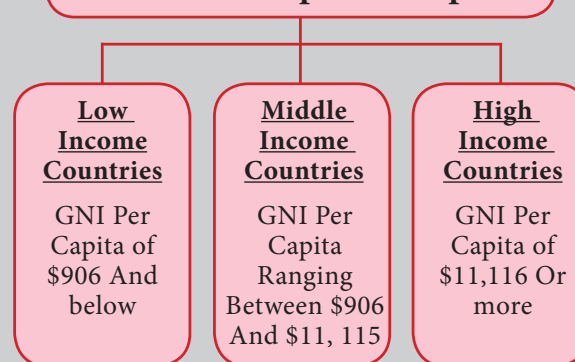 Low
Income
Countries
GNI Per
Capita of
$906 And
below
Middle
Income
Countries
GNI Per
Capita
Ranging
Between $906
And $11, 115
High
Income
Countries
GNI Per
Capita of
$11,116 Or
more